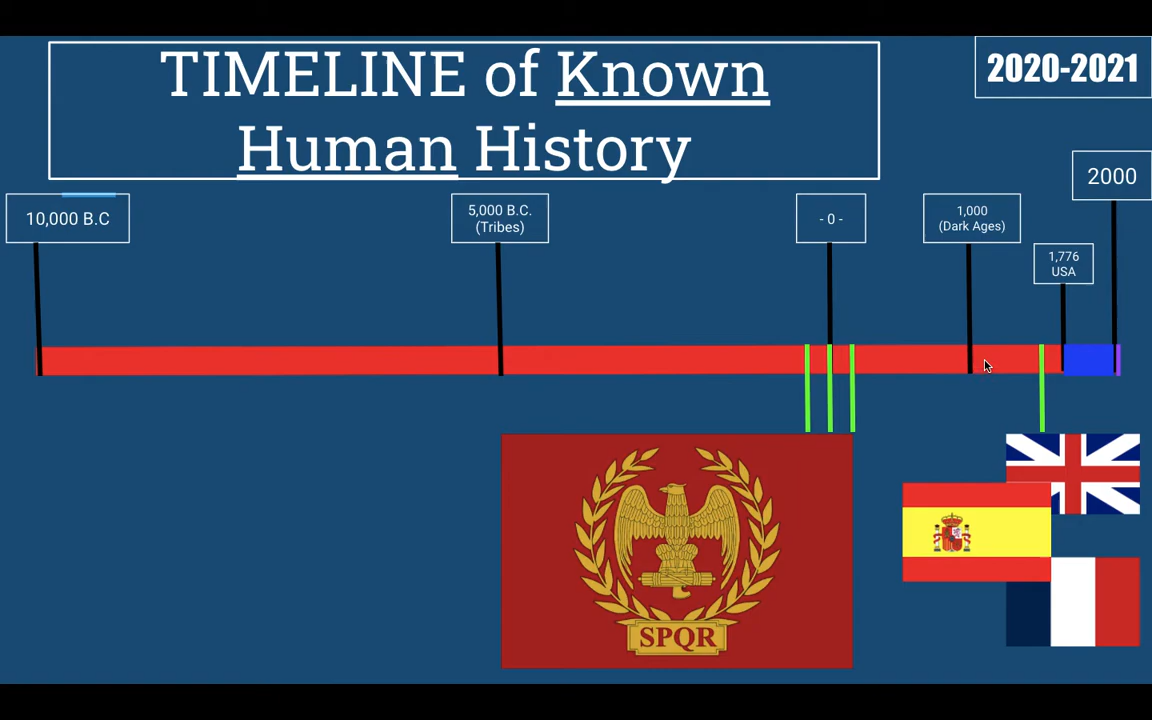 TIMELINE of Known
Human History
2020-2021
2000
10,000 B.C
5,000 B.C.
(Tribes)
- 0 -
1,000
(Dark Ages)
1,776
USA
SPQR